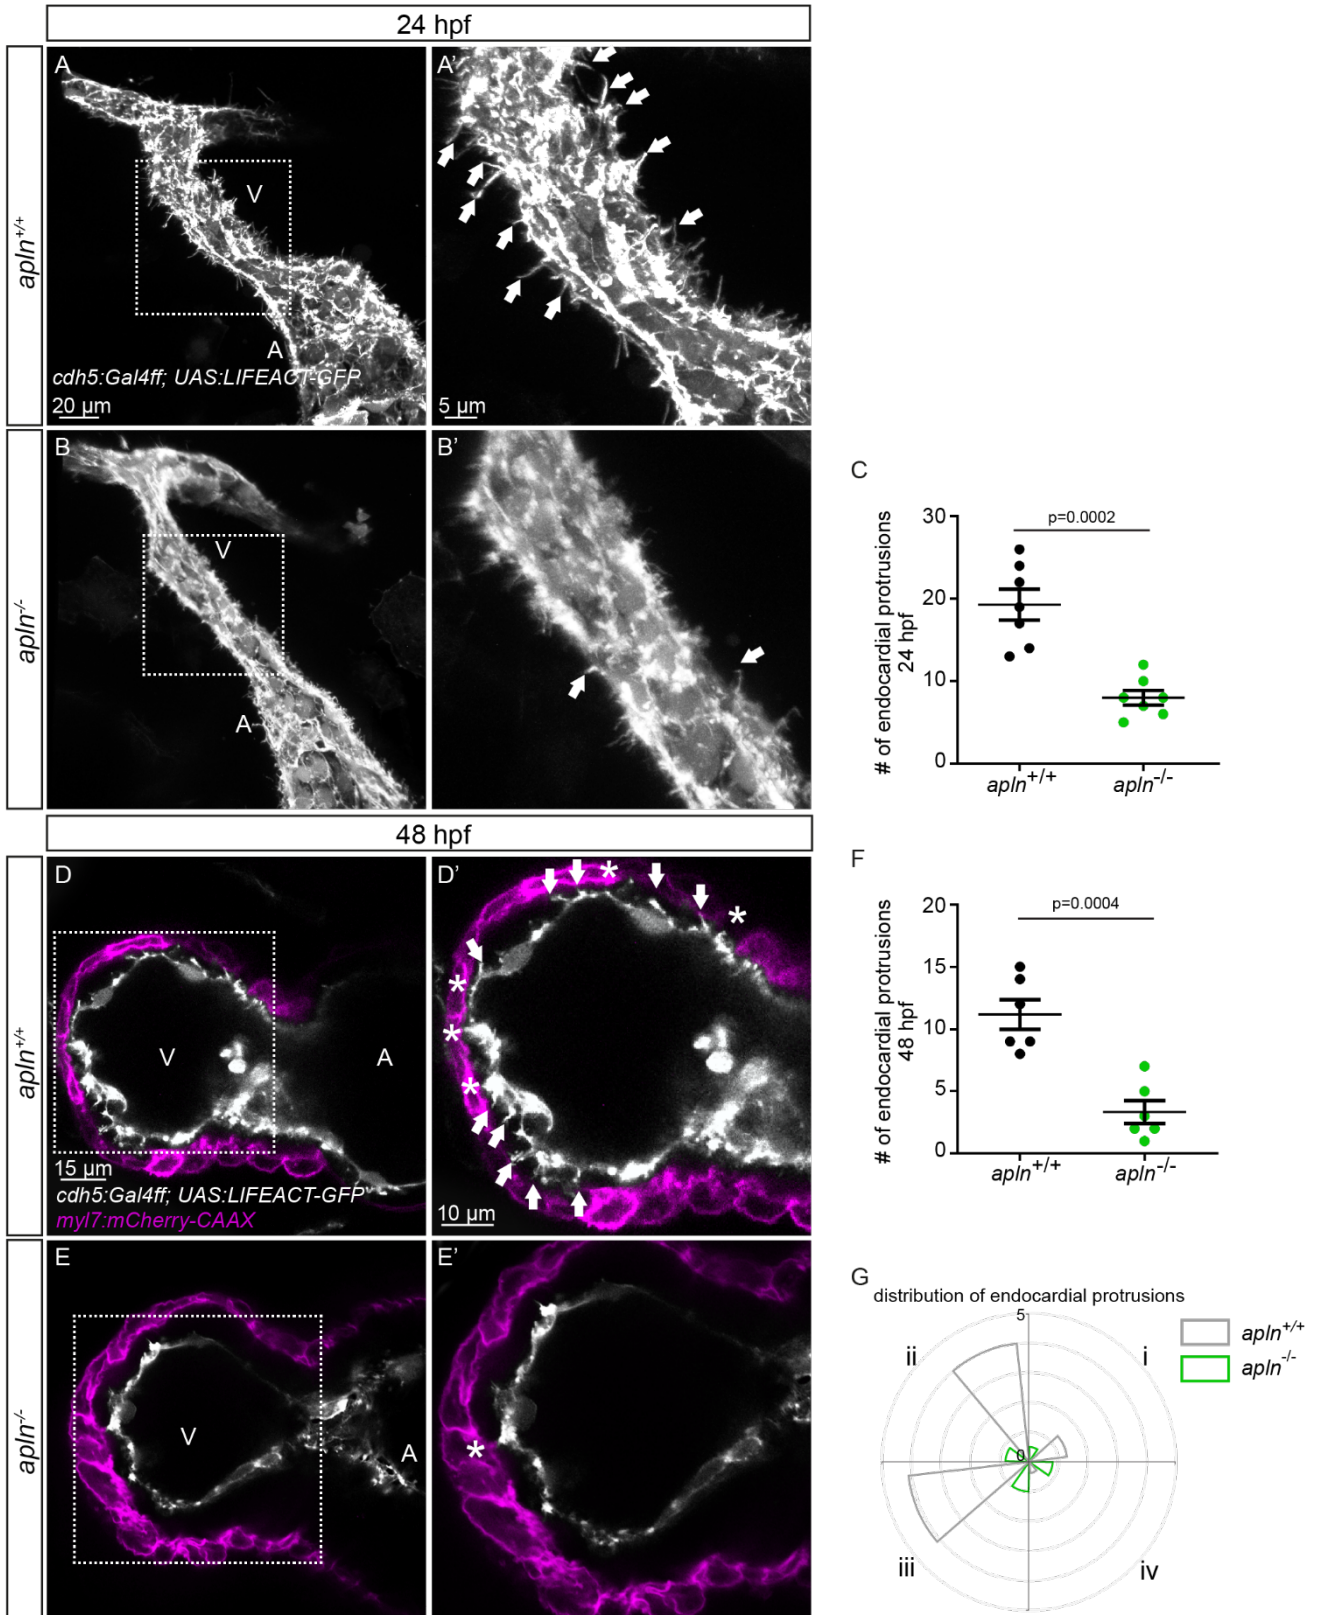 24 hpf
apln+/+
A
V
A
cdh5:Gal4ff; UAS:LIFEACT-GFP
20 µm
A'
5 µm
apln-/-
B
V
A
B'
C
# of endocardial protrusions
24 hpf
30
20
10
0
p=0.0002
apln+/+
apln-/-
48 hpf
apln+/+
D
V
A
15 µm
cdh5:Gal4ff; UAS:LIFEACT-GFP
myl7:mCherry-CAAX
D'
* * * * *
10 µm
apln-/-
E
V
A
E'
*
F
# of endocardial protrusions
48 hpf
20
15
10
5
0
p=0.0004
apln+/+
apln-/-
G
distribution of endocardial protrusions
5
0
i
ii
iii
iv
apln+/+
apln-/-